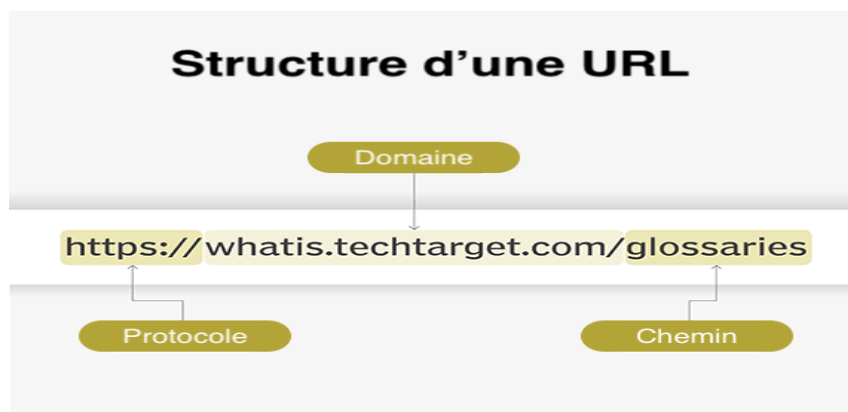 Structure d’une URL
Domaine
https://whatis.techtarget.com/glossaries
Protocole
Chemin